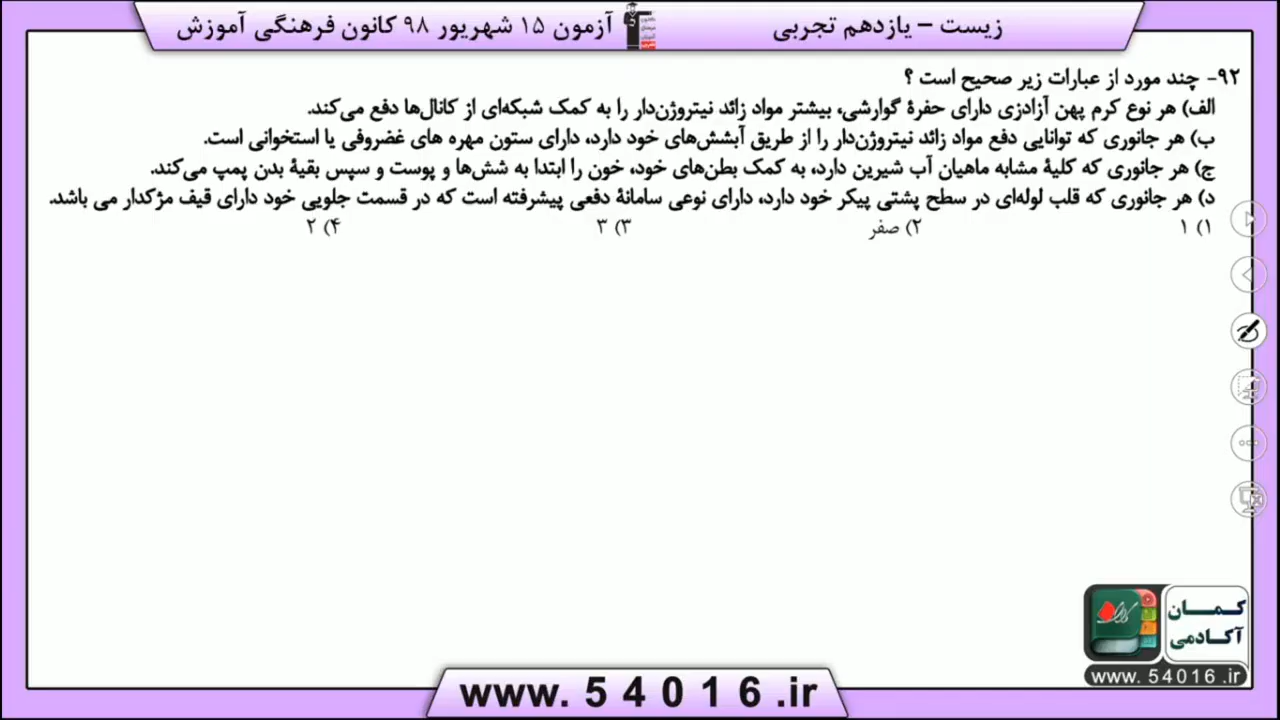 زیست – یازدهم تجربی
آزمون ۱۵ شهریور ۹۸ کانون فرهنگی آموزش
۹۲- چند مورد از عبارات زیر صحیح است ؟
الف) هر نوع کرم پهن آزادزی دارای حفرهٔ گوارشی، بیشتر مواد زائد نیتروژن‌دار را به کمک شبکه‌ای از کانال‌ها دفع می‌کند.
ب) هر جانوری که توانایی دفع مواد زائد نیتروژن‌دار را از طریق آبشش‌های خود دارد، دارای ستون مهره های غضروفی یا استخوانی است.
ج) هر جانوری که کلیهٔ مشابه ماهیان آب شیرین دارد، به کمک بطن‌های خود، خون را ابتدا به شش‌ها و پوست و سپس بقیهٔ بدن پمپ می‌کند.
د) هر جانوری که قلب لوله‌ای در سطح پشتی پیکر خود دارد، دارای نوعی سامانهٔ دفعی پیشرفته است که در قسمت جلویی خود دارای قیف مژکدار می باشد.
۱) ۱ ۲) صفر ۳) ۳ ۴) ۲
کمان
آکادمی
www. 54016 .ir
www. 5 4 0 1 6 .ir